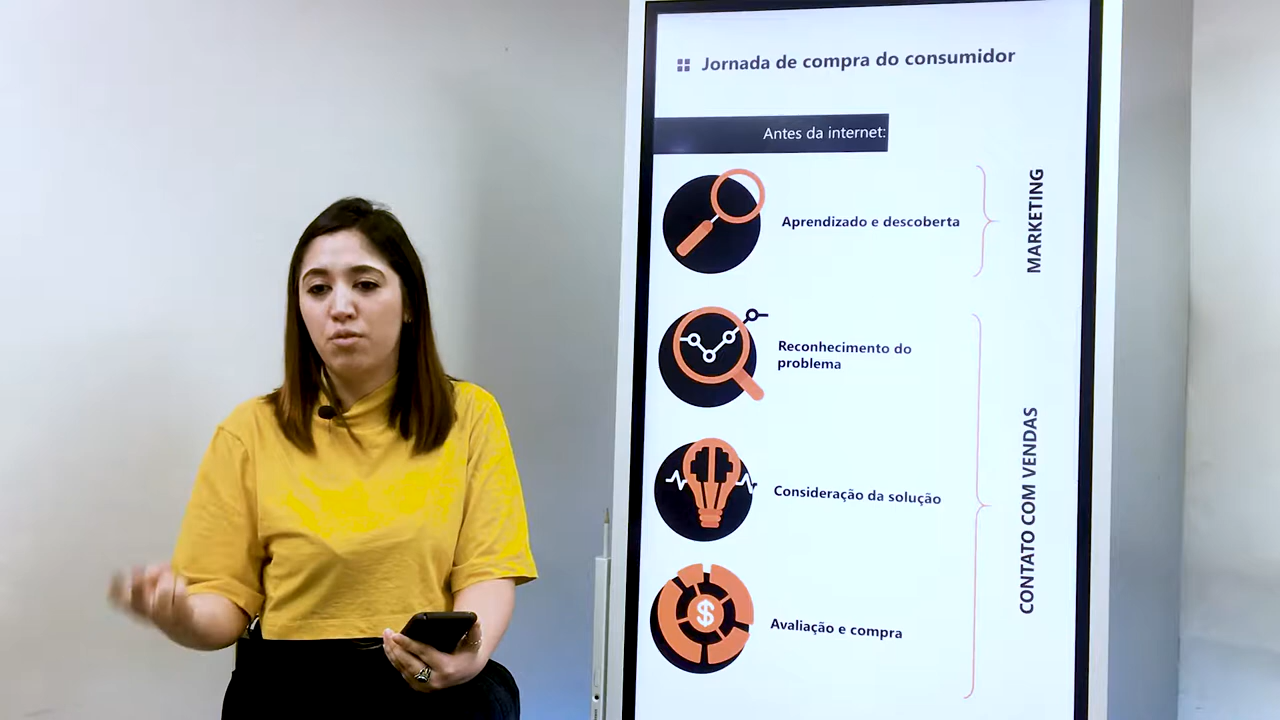 Jornada de compra do consumidor
Antes da internet:
Aprendizado e descoberta
MARKETING
Reconhecimento do
problema
Consideração da solução
CONTATO COM VENDAS
$
Avaliação e compra